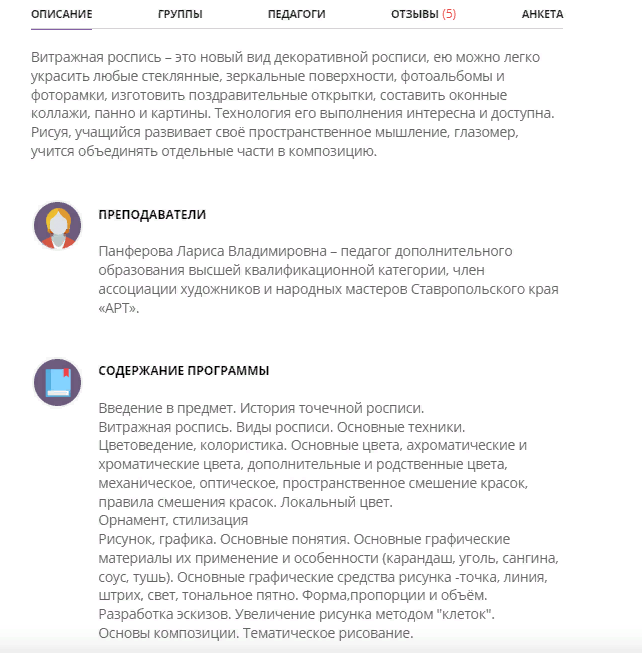 ОПИСАНИЕ ГРУППЫ ПЕДАГОГИ ОТЗЫВЫ (5) АНКЕТА
Витражная роспись – это новый вид декоративной росписи, ею можно легко
украсить любые стеклянные, зеркальные поверхности, фотоальбомы и
фоторамки, изготовить поздравительные открытки, составить оконные
коллажи, панно и картины. Технология его выполнения интересна и доступна.
Рисуя, учащийся развивает своё пространственное мышление, глазомер,
учится объединять отдельные части в композицию.
ПРЕПОДАВАТЕЛИ
Панферова Лариса Владимировна – педагог дополнительного
образования высшей квалификационной категории, член
ассоциации художников и народных мастеров Ставропольского края
«АРТ».
СОДЕРЖАНИЕ ПРОГРАММЫ
Введение в предмет. История точечной росписи.
Витражная роспись. Виды росписи. Основные техники.
Цветоведение, колористика. Основные цвета, ахроматические и
хроматические цвета, дополнительные и родственные цвета,
механическое, оптическое, пространственное смешение красок,
правила смешения красок. Локальный цвет.
Орнамент, стилизация
Рисунок, графика. Основные понятия. Основные графические
материалы их применение и особенности (карандаш, уголь, сангина,
соус, тушь). Основные графические средства рисунка -точка, линия,
штрих, свет, тональное пятно. Форма,пропорции и объём.
Разработка эскизов. Увеличение рисунка методом "клеток".
Основы композиции. Тематическое рисование.